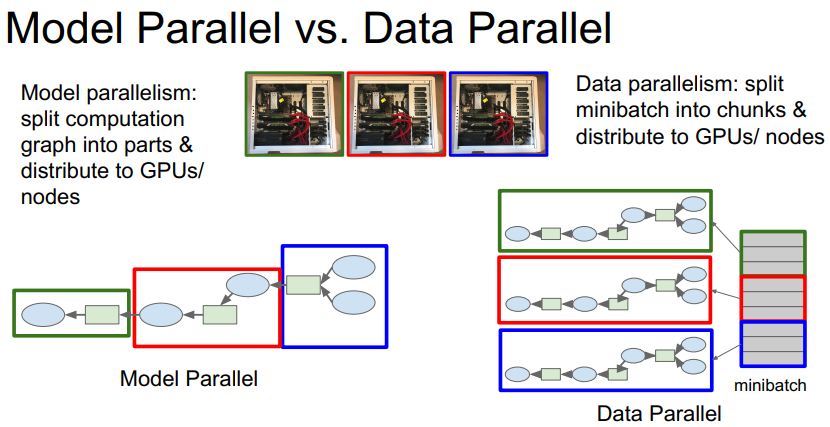 Model Parallel vs. Data Parallel
Model parallelism:
split computation
graph into parts &
distribute to GPUs/
nodes
Data parallelism: split
minibatch into chunks &
distribute to GPUs/ nodes
Model Parallel
minibatch
Data Parallel